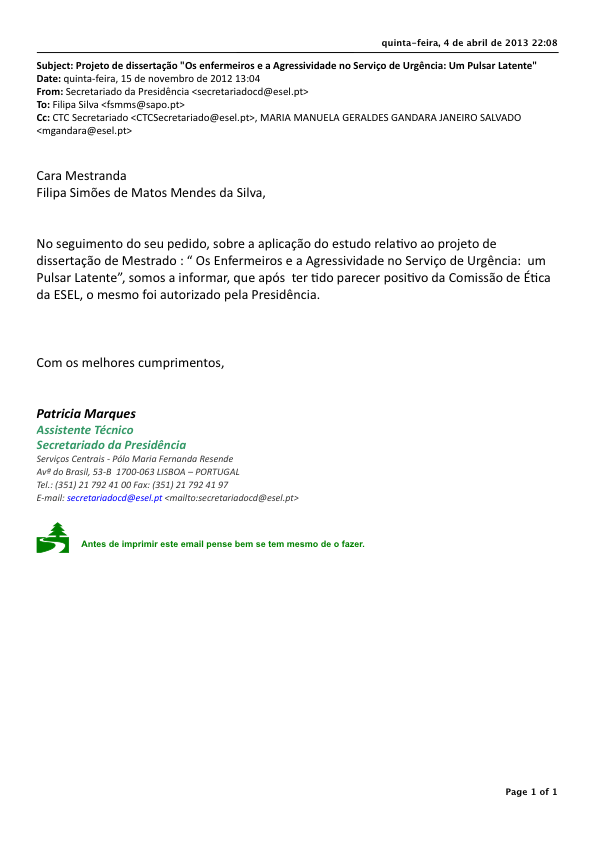 quinta-feira, 4 de abril de 2013 22:08
Subject: Projeto de dissertação "Os enfermeiros e a Agressividade no Serviço de Urgência: Um Pulsar Latente"
Date: quinta-feira, 15 de novembro de 2012 13:04
From: Secretariado da Presidência <secretariadocd@esel.pt>
To: Filipa Silva <fsmms@sapo.pt>
Cc: CTC Secretariado <CTCSecretariado@esel.pt>, MARIA MANUELA GERALDES GANDARA JANEIRO SALVADO
<mgandara@esel.pt>
Cara Mestranda
Filipa Simões de Matos Mendes da Silva,
No seguimento do seu pedido, sobre a aplicação do estudo relativo ao projeto de
dissertação de Mestrado : “ Os Enfermeiros e a Agressividade no Serviço de Urgência:  um
Pulsar Latente”, somos a informar, que após  ter tido parecer positivo da Comissão de Ética
da ESEL, o mesmo foi autorizado pela Presidência.
Com os melhores cumprimentos,
Patricia Marques
Assistente Técnico
Secretariado da Presidência
Serviços Centrais - Pólo Maria Fernanda Resende
Avª do Brasil, 53-B  1700-063 LISBOA – PORTUGAL
Tel.: (351) 21 792 41 00 Fax: (351) 21 792 41 97
E-mail: secretariadocd@esel.pt <mailto:secretariadocd@esel.pt>
Antes de imprimir este email pense bem se tem mesmo de o fazer.
Page 1 of 1